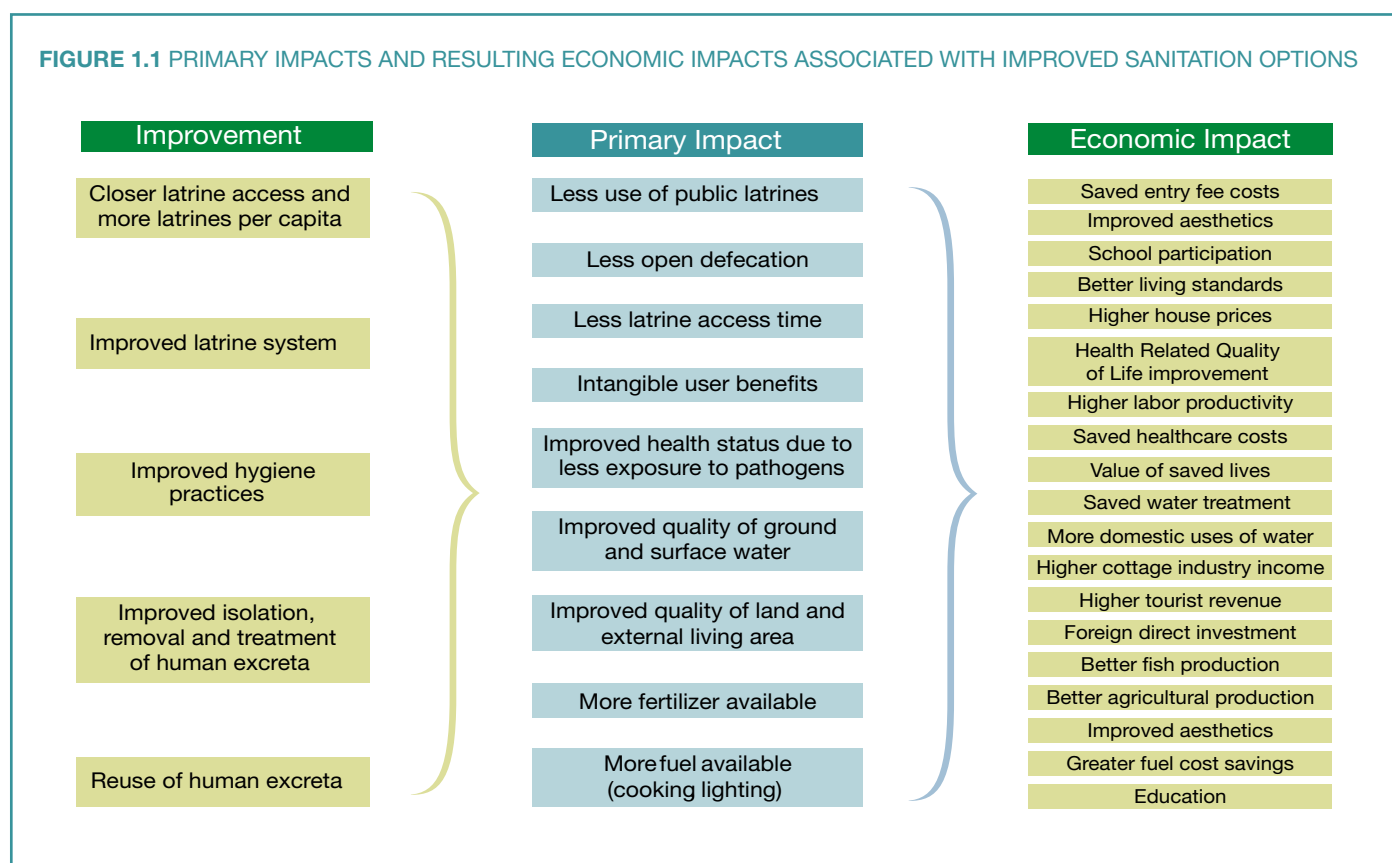 FIGURE 1.1 PRIMARY IMPACTS AND RESULTING ECONOMIC IMPACTS ASSOCIATED WITH IMPROVED SANITATION OPTIONS
Improvement
Closer latrine access and
more latrines per capita
Improved latrine system
Improved hygiene
practices
Improved isolation,
removal and treatment
of human excreta
Reuse of human excreta
Primary Impact
Less use of public latrines
Less open defecation
Less latrine access time
Intangible user benefits
Improved health status due to
less exposure to pathogens
Improved quality of ground
and surface water
Improved quality of land and
external living area
More fertilizer available
More fuel available
(cooking lighting)
Economic Impact
Saved entry fee costs
Improved aesthetics
School participation
Better living standards
Higher house prices
Health Related Quality
of Life improvement
Higher labor productivity
Saved healthcare costs
Value of saved lives
Saved water treatment
More domestic uses of water
Higher cottage industry income
Higher tourist revenue
Foreign direct investment
Better fish production
Better agricultural production
Improved aesthetics
Greater fuel cost savings
Education